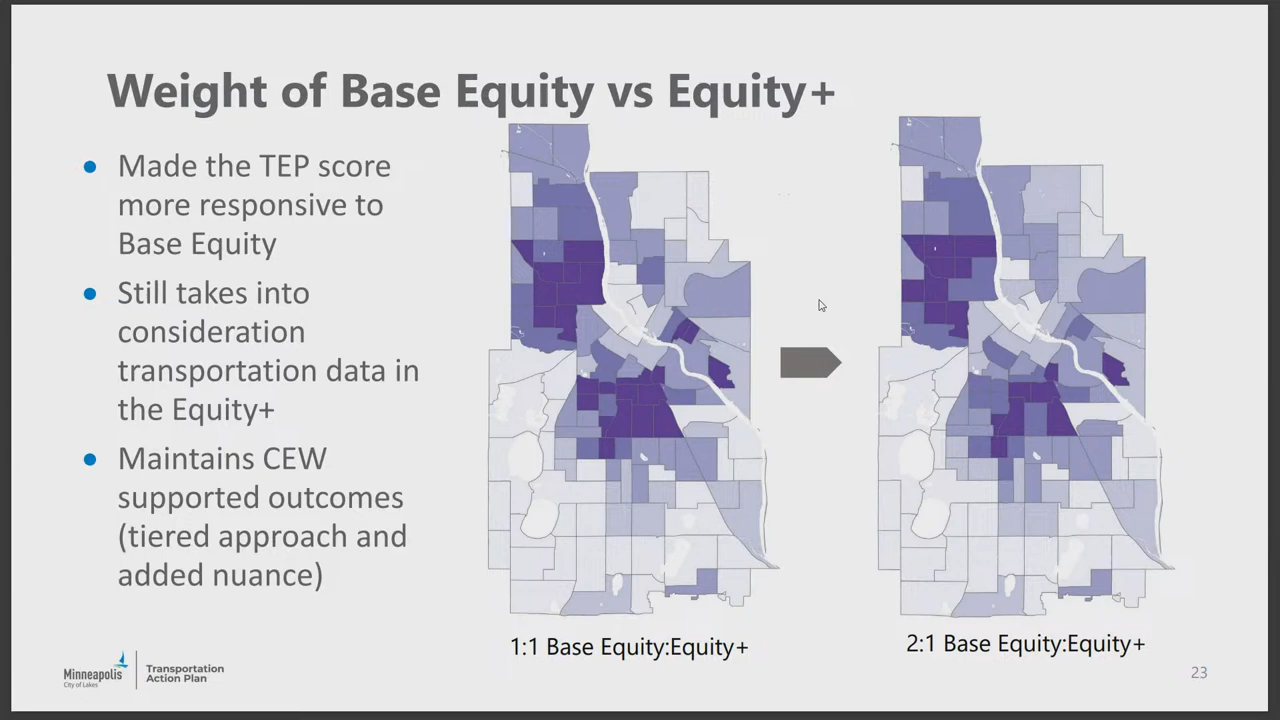 Weight of Base Equity vs Equity+
Made the TEP score
more responsive to
Base Equity
Still takes into
consideration
transportation data in
the Equity+
Maintains CEW
supported outcomes
(tiered approach and
added nuance)
1:1 Base Equity:Equity+
2:1 Base Equity:Equity+
Minneapolis
City of Lakes
Transportation
Action Plan
23